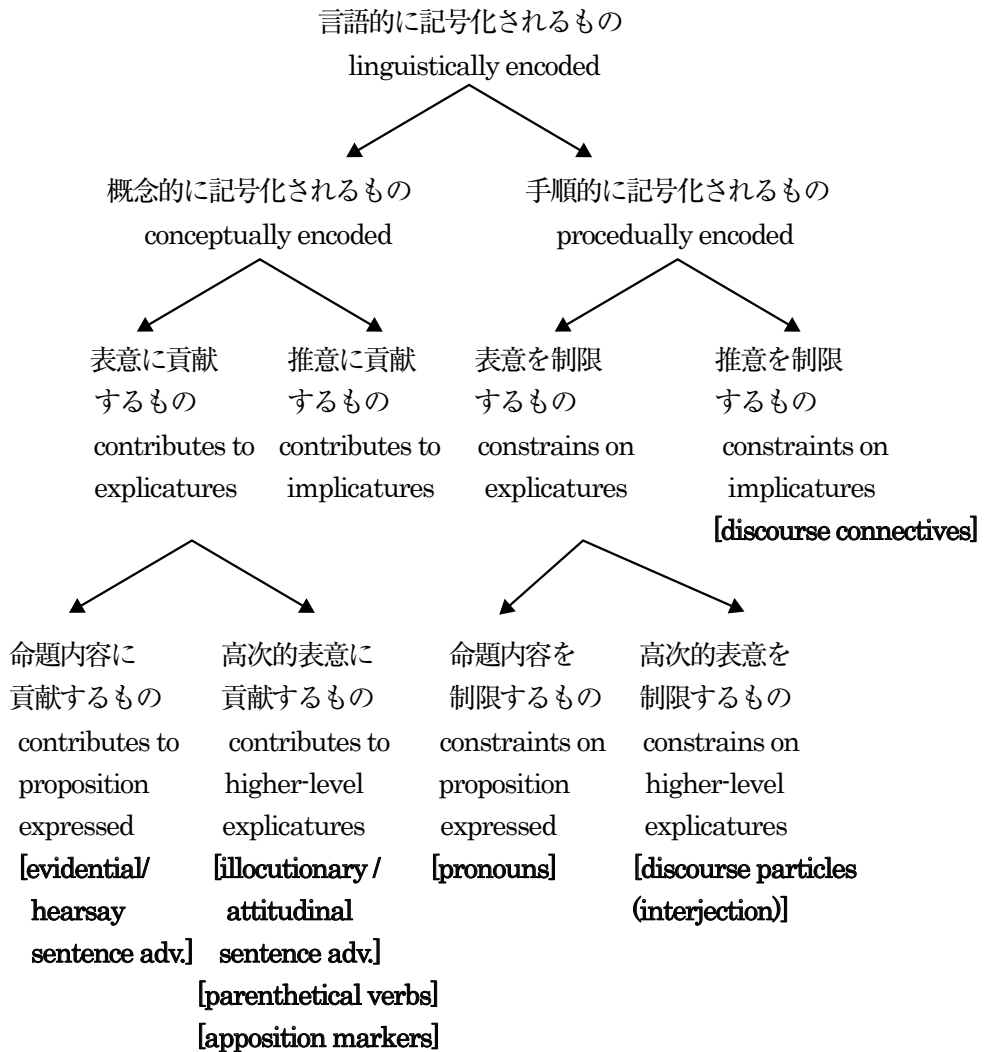 言語的に記号化されるもの
linguistically encoded
概念的に記号化されるもの
conceptually encoded
手順的に記号化されるもの
procedually encoded
表意に貢献
するもの
contributes to
explicatures
推意に貢献
するもの
contributes to
implicatures
表意を制限
するもの
constrains on
explicatures
推意を制限
するもの
constraints on
implicatures
[discourse connectives]
命題内容に
貢献するもの
contributes to
proposition
expressed
[evidential/
hearsay
sentence adv.]
高次的表意に
貢献するもの
contributes to
higher-level
explicatures
[illocutionary /
attitudinal
sentence adv.]
[parenthetical verbs]
[apposition markers]
命題内容を
制限するもの
constraints on
proposition
expressed
[pronouns]
高次的表意を
制限するもの
constrains on
higher-level
explicatures
[discourse particles
(interjection)]